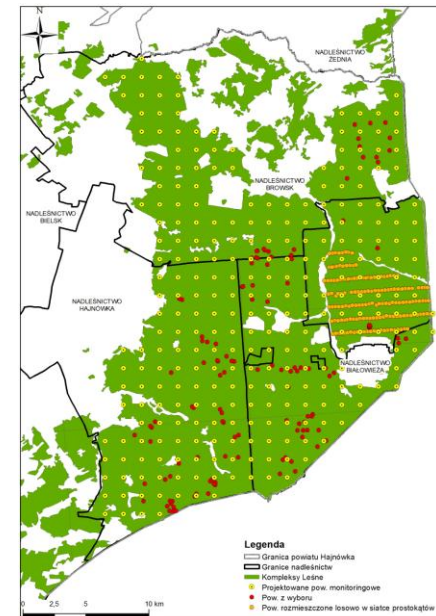 N
NADLEŚNICTWO
ŻEDNIA
NADLEŚNICTWO
BROWSK
NADLEŚNICTWO
BIELSK
NADLEŚNICTWO
HAJNÓWKA
NADLEŚNICTWO
BIAŁOWIEŻA
Legenda
Granica powiatu Hajnówka
Granice nadleśnictw
Kompleksy Leśne
Projektowane pow. monitoringowe
Pow. z wyboru
Pow. rozmieszczone losowo w siatce prostokątów
0 2,5 5 10 km